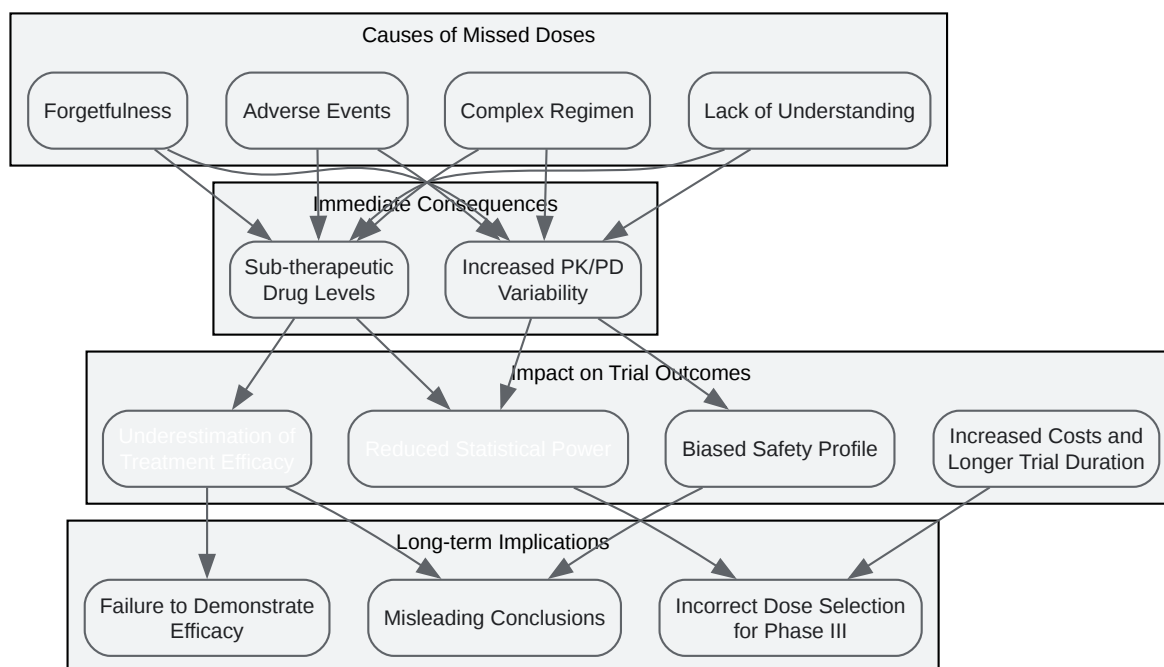 Causes of Missed Doses
Forgetfulness
Adverse Events
Complex Regimen
Lack of Understanding
Immediate Consequences
Sub-therapeutic
Drug Levels
Increased PK/PD
Variability
Impact on Trial Outcomes
Underestimation of
Treatment Efficacy
Reduced Statistical Power
Biased Safety Profile
Increased Costs and
Longer Trial Duration
Long-term Implications
Failure to Demonstrate
Efficacy
Misleading Conclusions
Incorrect Dose Selection
for Phase III